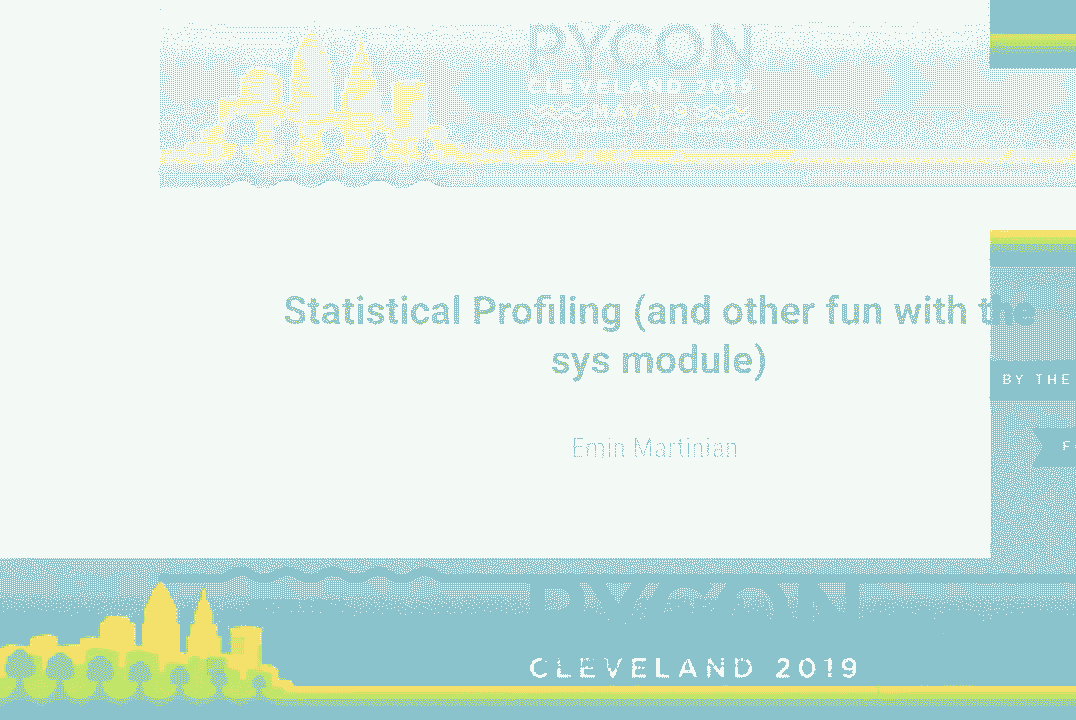 PYCON
CLEVELAND 2019
MAY 1-9
Statistical Profiling (and other fun with the
sys module)
BY THE
Emin Martinian
PYCON
CLEVELAND 2019